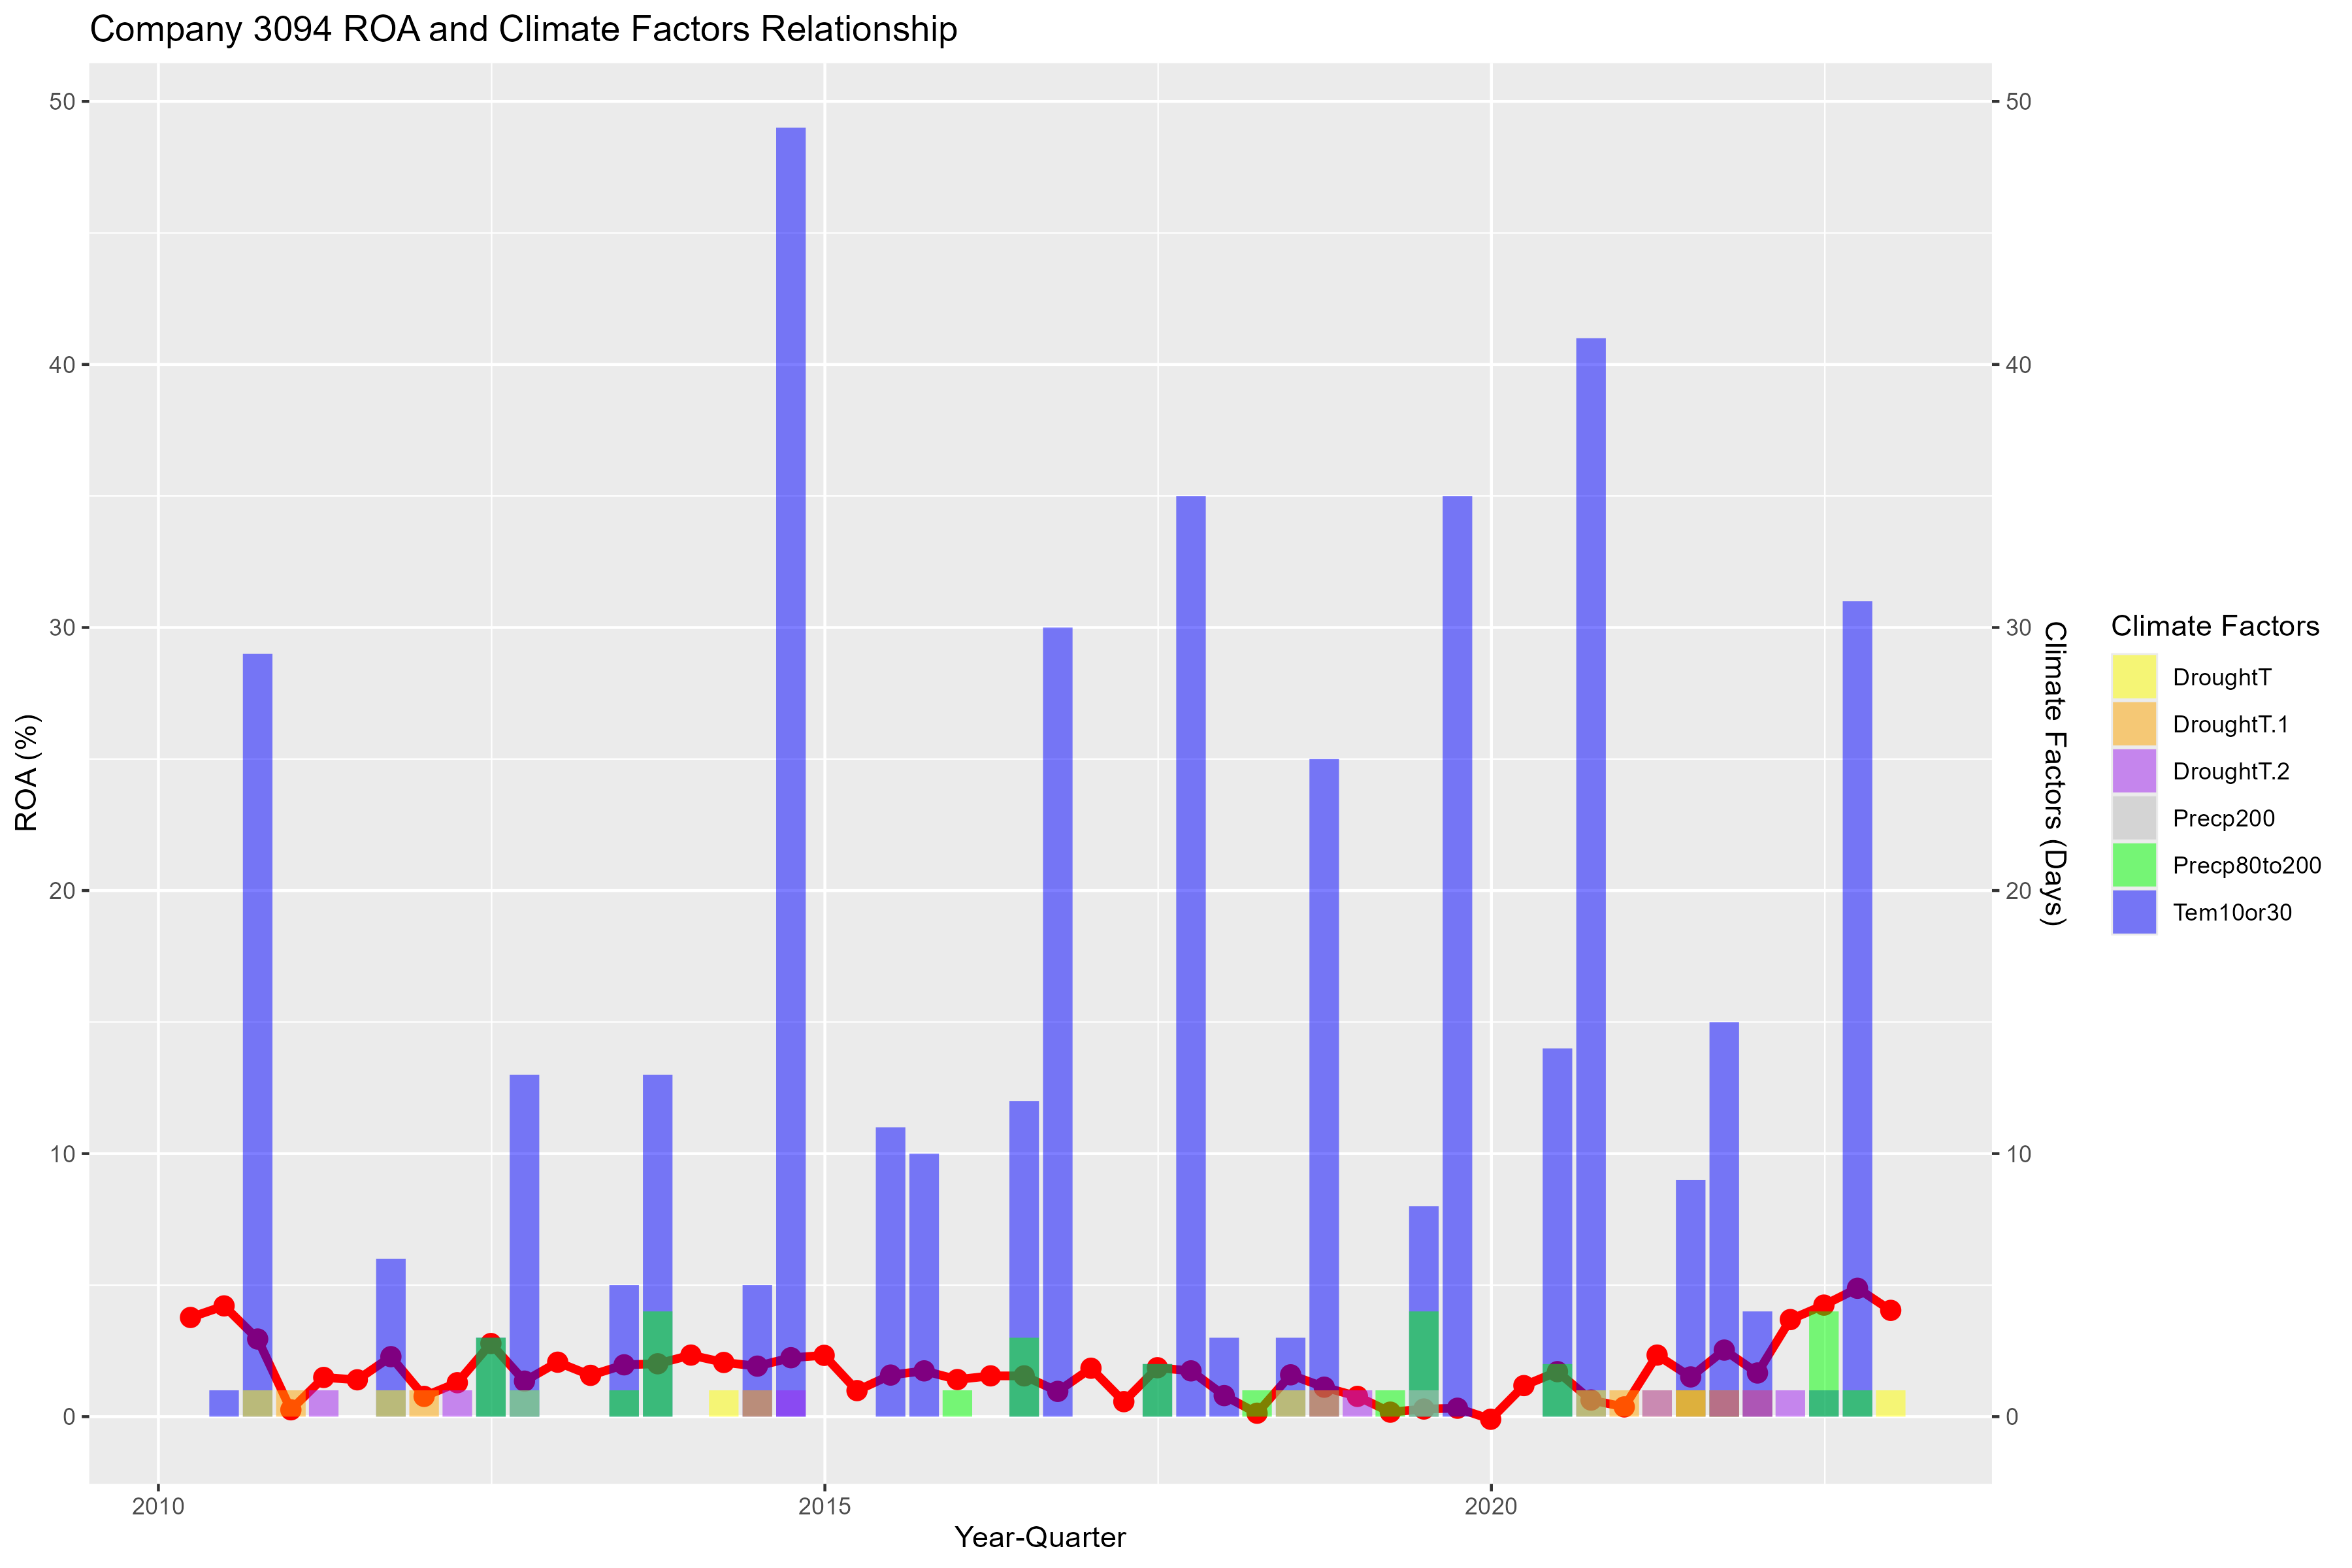 Company 3094 ROA and Climate Factors Relationship
50
40
30
20
10
0
ROA (%)
50
40
30
20
10
0
Climate Factors (Days)
2010
2015
2020
Year-Quarter
Climate Factors
DroughtT
DroughtT.1
DroughtT.2
Precp200
Precp80to200
Tem10or30